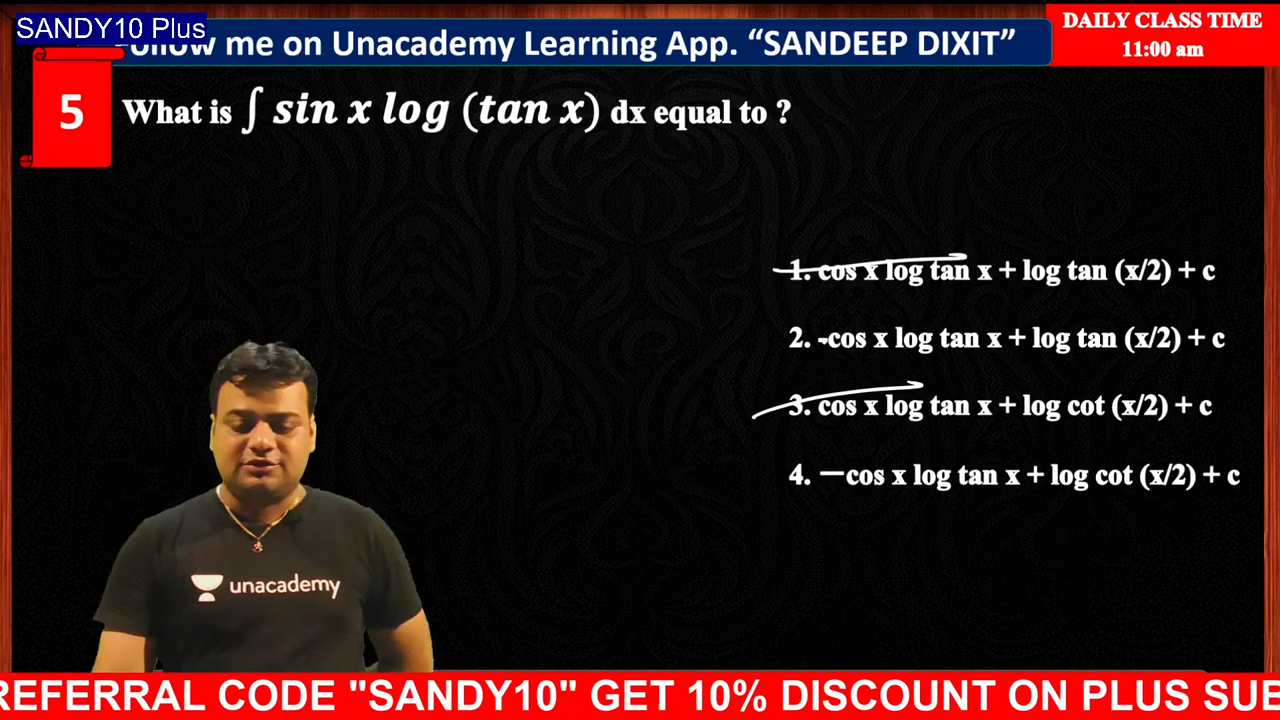 SANDY10 Plus
Follow me on Unacademy Learning App. “SANDEEP DIXIT”
DAILY CLASS TIME
11:00 am
5
What is ∫ sin x log (tan x) dx equal to ?
1. cos x log tan x + log tan (x/2) + c
2. -cos x log tan x + log tan (x/2) + c
3. cos x log tan x + log cot (x/2) + c
4. —cos x log tan x + log cot (x/2) + c
unacademy
REFERRAL CODE "SANDY10" GET 10% DISCOUNT ON PLUS SUB